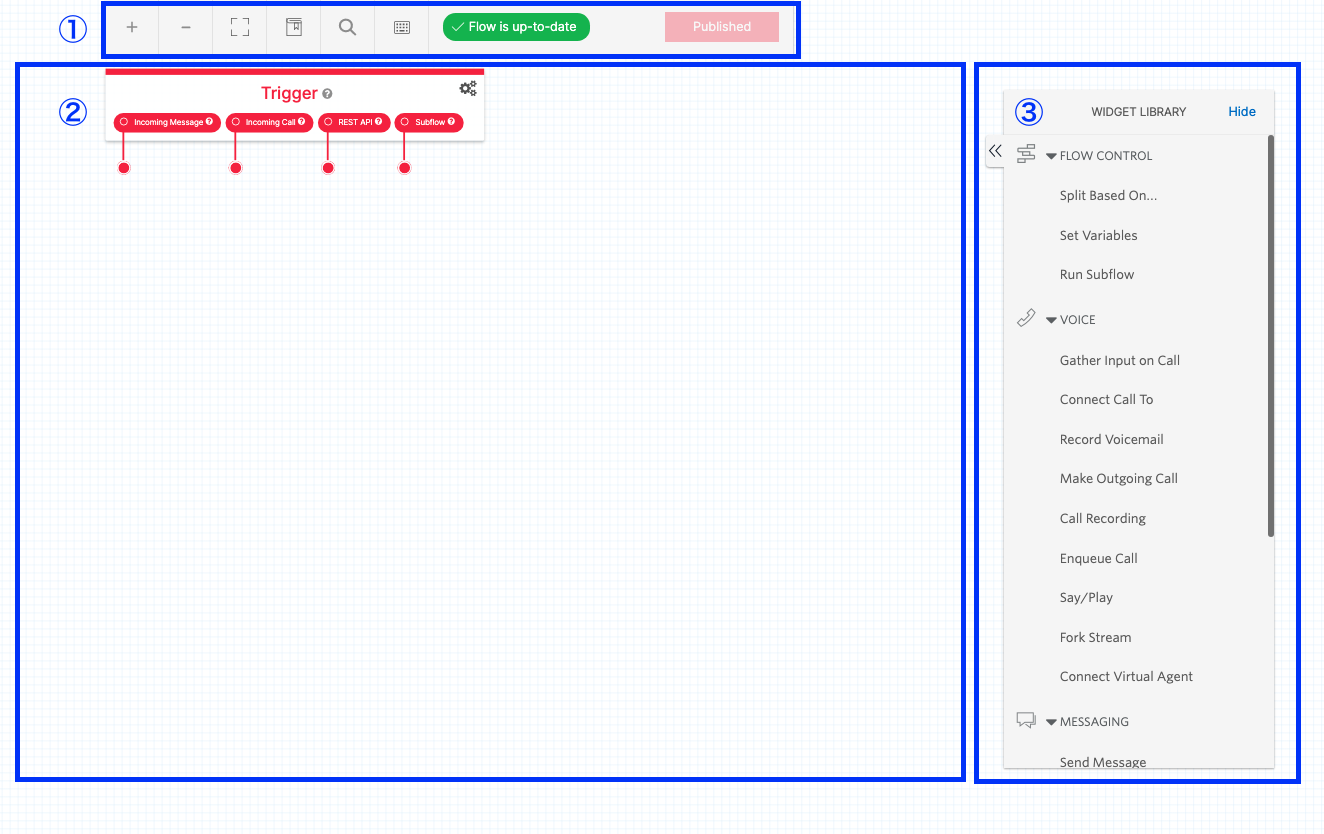 ①
Flow is up-to-date
Published
②
Trigger
Incoming Message
Incoming Call
REST API
Subflow
③
WIDGET LIBRARY
Hide
FLOW CONTROL
Split Based On...
Set Variables
Run Subflow
VOICE
Gather Input on Call
Connect Call To
Record Voicemail
Make Outgoing Call
Call Recording
Enqueue Call
Say/Play
Fork Stream
Connect Virtual Agent
MESSAGING
Send Message